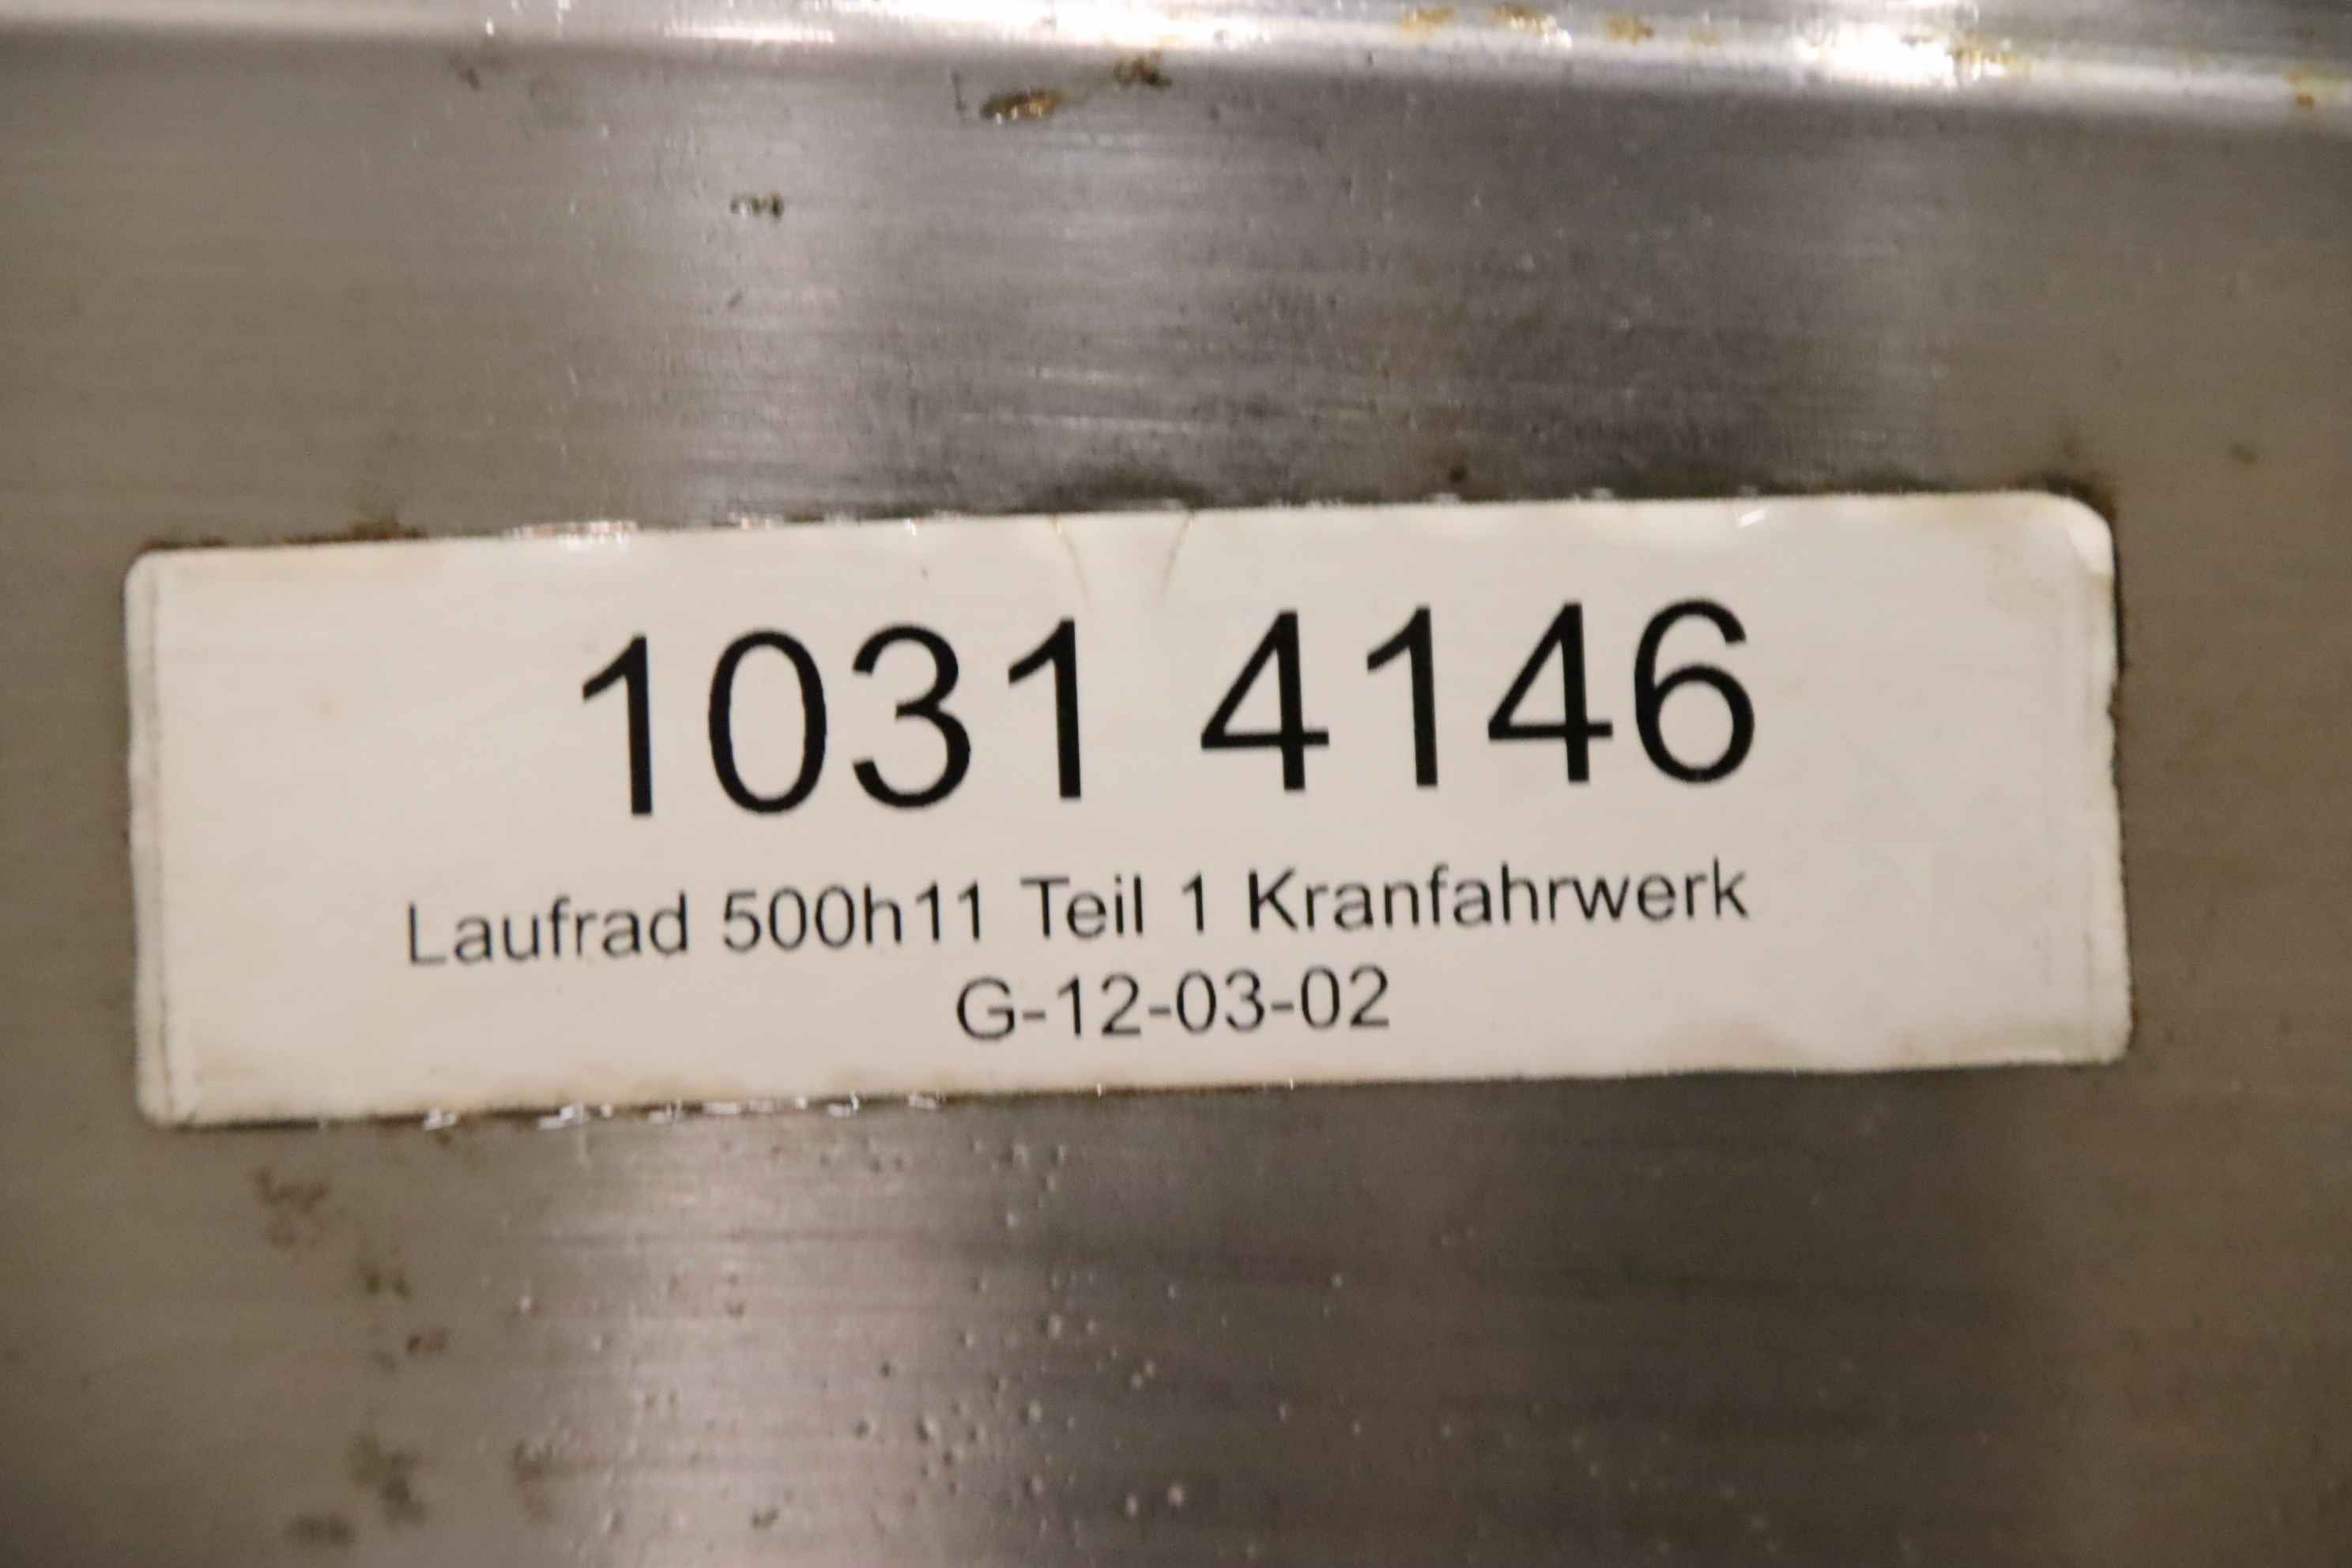 1031 4146
Laufrad 500h11 Teil 1 Kranfahrwerk
G-12-03-02